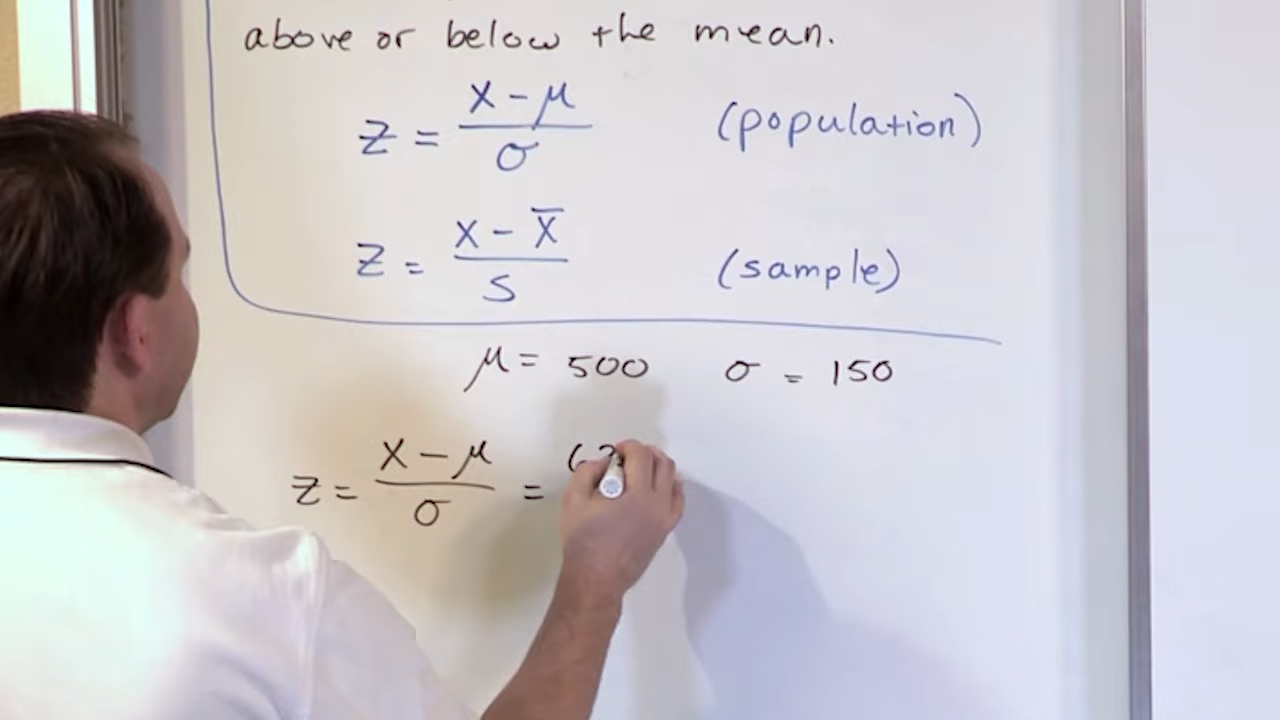 above or below the mean.
z = x - μ / σ (population)
z = x - x̄ / s (sample)
μ = 500 σ = 150
z = x - μ / σ =